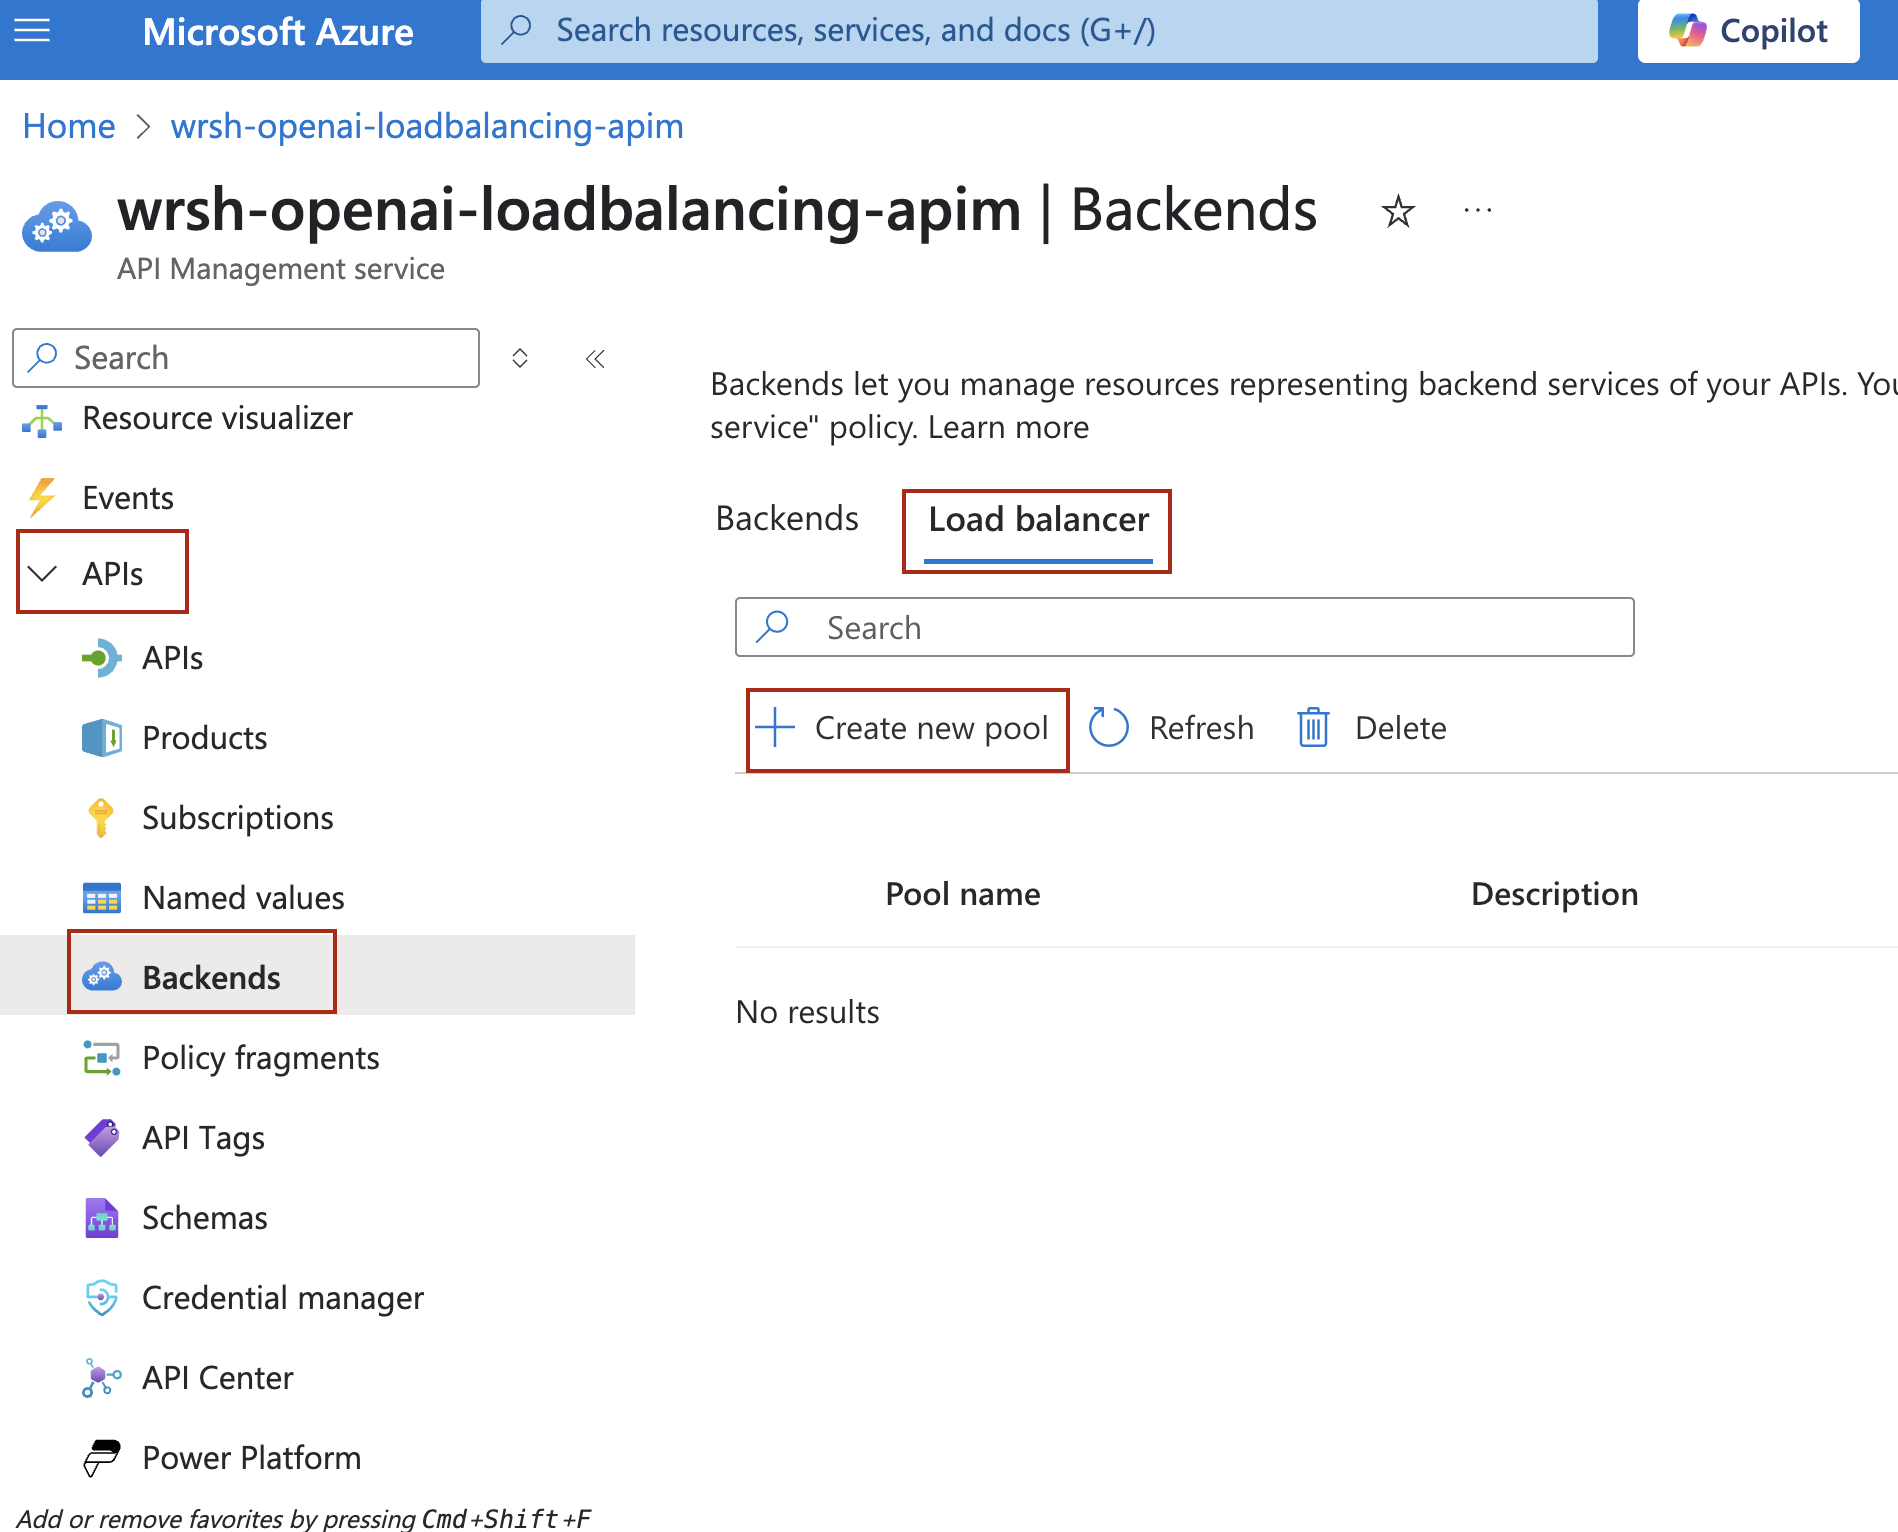 Microsoft Azure
Search resources, services, and docs (G+/)
Copilot
Home > wrsh-openai-loadbalancing-apim
wrsh-openai-loadbalancing-apim | Backends
API Management service
Search
Resource visualizer
Events
APIs
APIs
Products
Subscriptions
Named values
Backends
Policy fragments
API Tags
Schemas
Credential manager
API Center
Power Platform
Add or remove favorites by pressing Cmd+Shift+F
Backends let you manage resources representing backend services of your APIs. You
service" policy. Learn more
Backends
Load balancer
Search
Create new pool
Refresh
Delete
Pool name
Description
No results